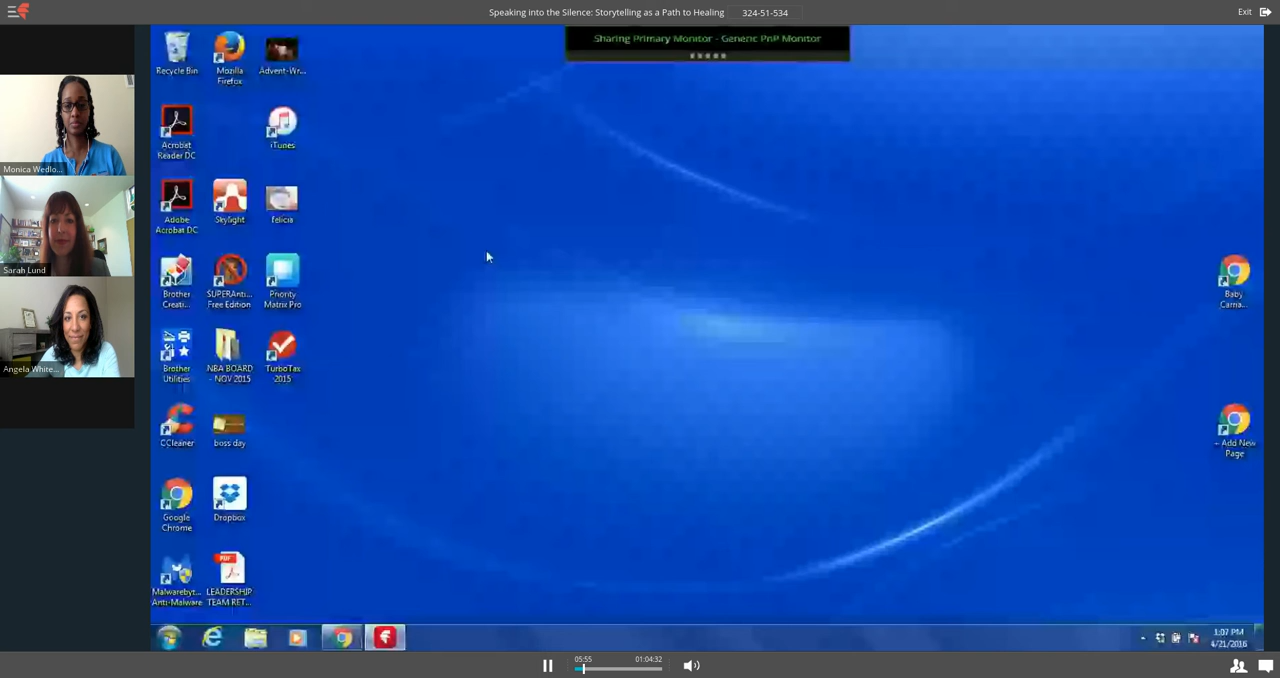 Speaking into the Silence: Storytelling as a Path to Healing
324-51-534
Exit
Sharing Primary Monitor - Generic PnP Monitor
Monica Wedlo...
Sarah Lund
Angela White...
Recycle Bin
Mozilla
Firefox
Advent-Wr...
Acrobat
Reader DC
iTunes
Adobe
Acrobat DC
Skylight
felicia
Brother
Creati...
SUPERAnti...
Free Edition
Priority
Matrix Pro
Brother
Utilities
NBA BOARD
- NOV 2015
TurboTax
2015
CCleaner
boss day
Google
Chrome
Dropbox
Malwarebyt...
Anti-Malware
PDF
LEADERSHIP
TEAM RET...
Baby
Carna...
- Add New
Page
1:07 PM
4/21/2016
05:55
01:04:32